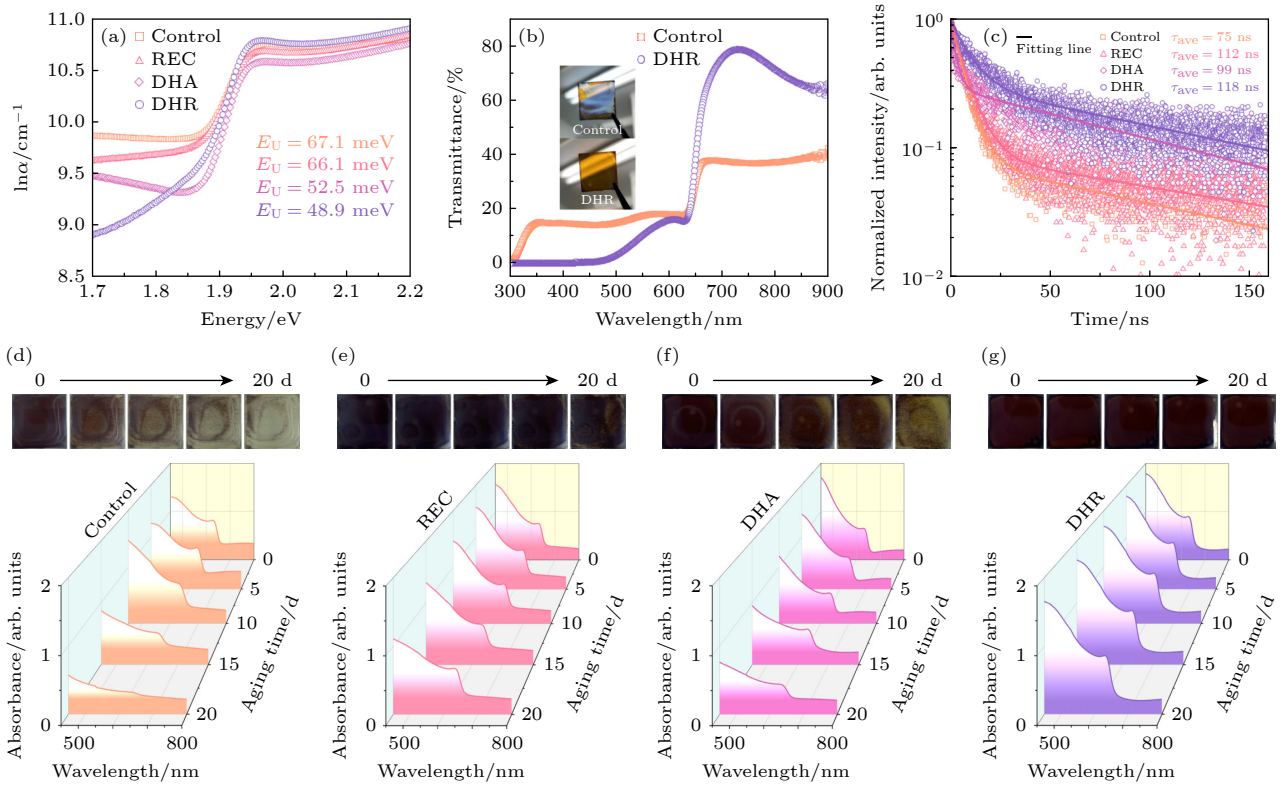 (a)
Control
REC
DHA
DHR
E_U = 67.1 meV
E_U = 66.1 meV
E_U = 52.5 meV
E_U = 48.9 meV
11.0
10.5
10.0
9.5
9.0
8.5
lnα/cm⁻¹
1.7 1.8 1.9 2.0 2.1 2.2
Energy/eV
(b)
Control
DHR
Control
DHR
80
60
40
20
0
Transmittance/%
300 400 500 600 700 800 900
Wavelength/nm
(c)
Fitting line
Control τ_ave = 75 ns
REC τ_ave = 112 ns
DHA τ_ave = 99 ns
DHR τ_ave = 118 ns
10⁰
10⁻¹
10⁻²
Normalized intensity/arb. units
0 50 100 150
Time/ns
(d)
0 20 d
Control
2
1
0
Absorbance/arb. units
0
5
10
15
20
Aging time/d
500 800
Wavelength/nm
(e)
0 20 d
REC
2
1
0
Absorbance/arb. units
0
5
10
15
20
Aging time/d
500 800
Wavelength/nm
(f)
0 20 d
DHA
2
1
0
Absorbance/arb. units
0
5
10
15
20
Aging time/d
500 800
Wavelength/nm
(g)
0 20 d
DHR
2
1
0
Absorbance/arb. units
0
5
10
15
20
Aging time/d
500 800
Wavelength/nm